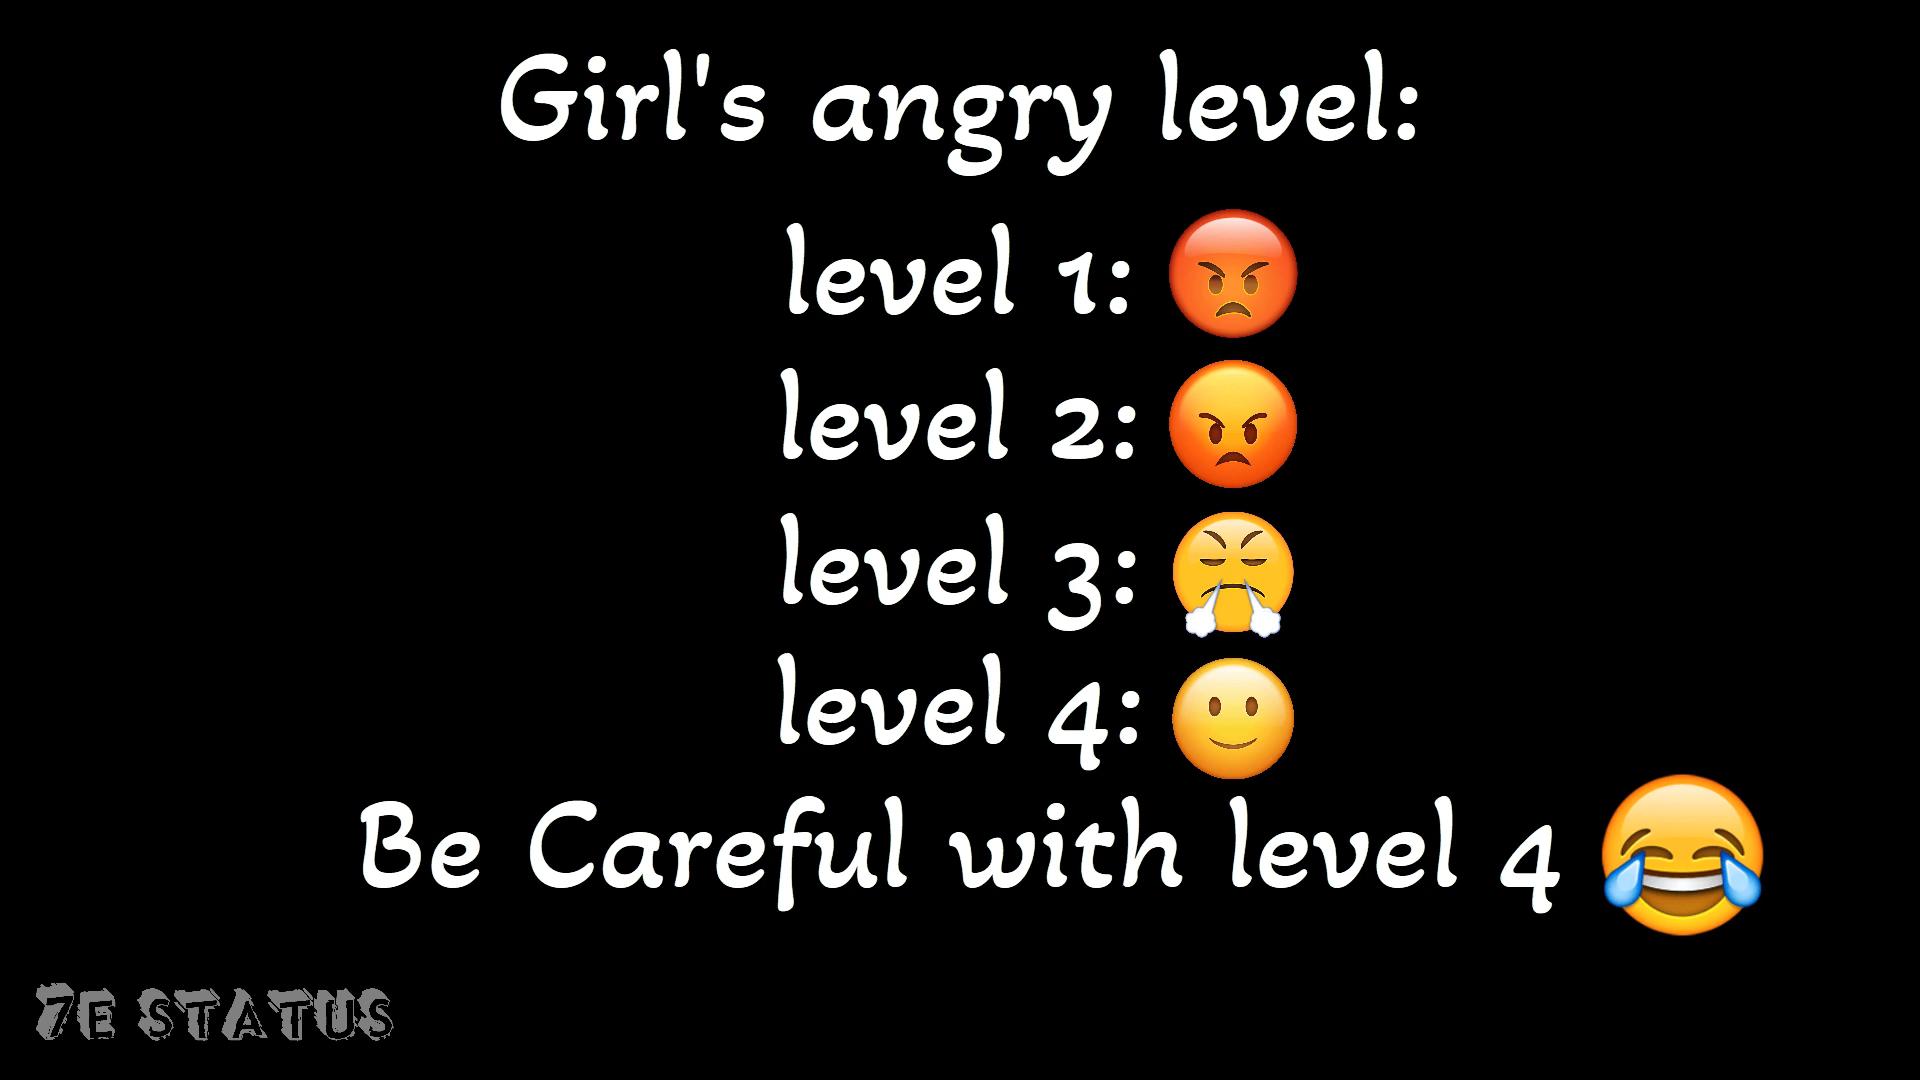 Girl's angry level:
level 1: 😡
level 2: 😡
level 3: 😤
level 4: 🙂
Be Careful with level 4 😂
7E STATUS